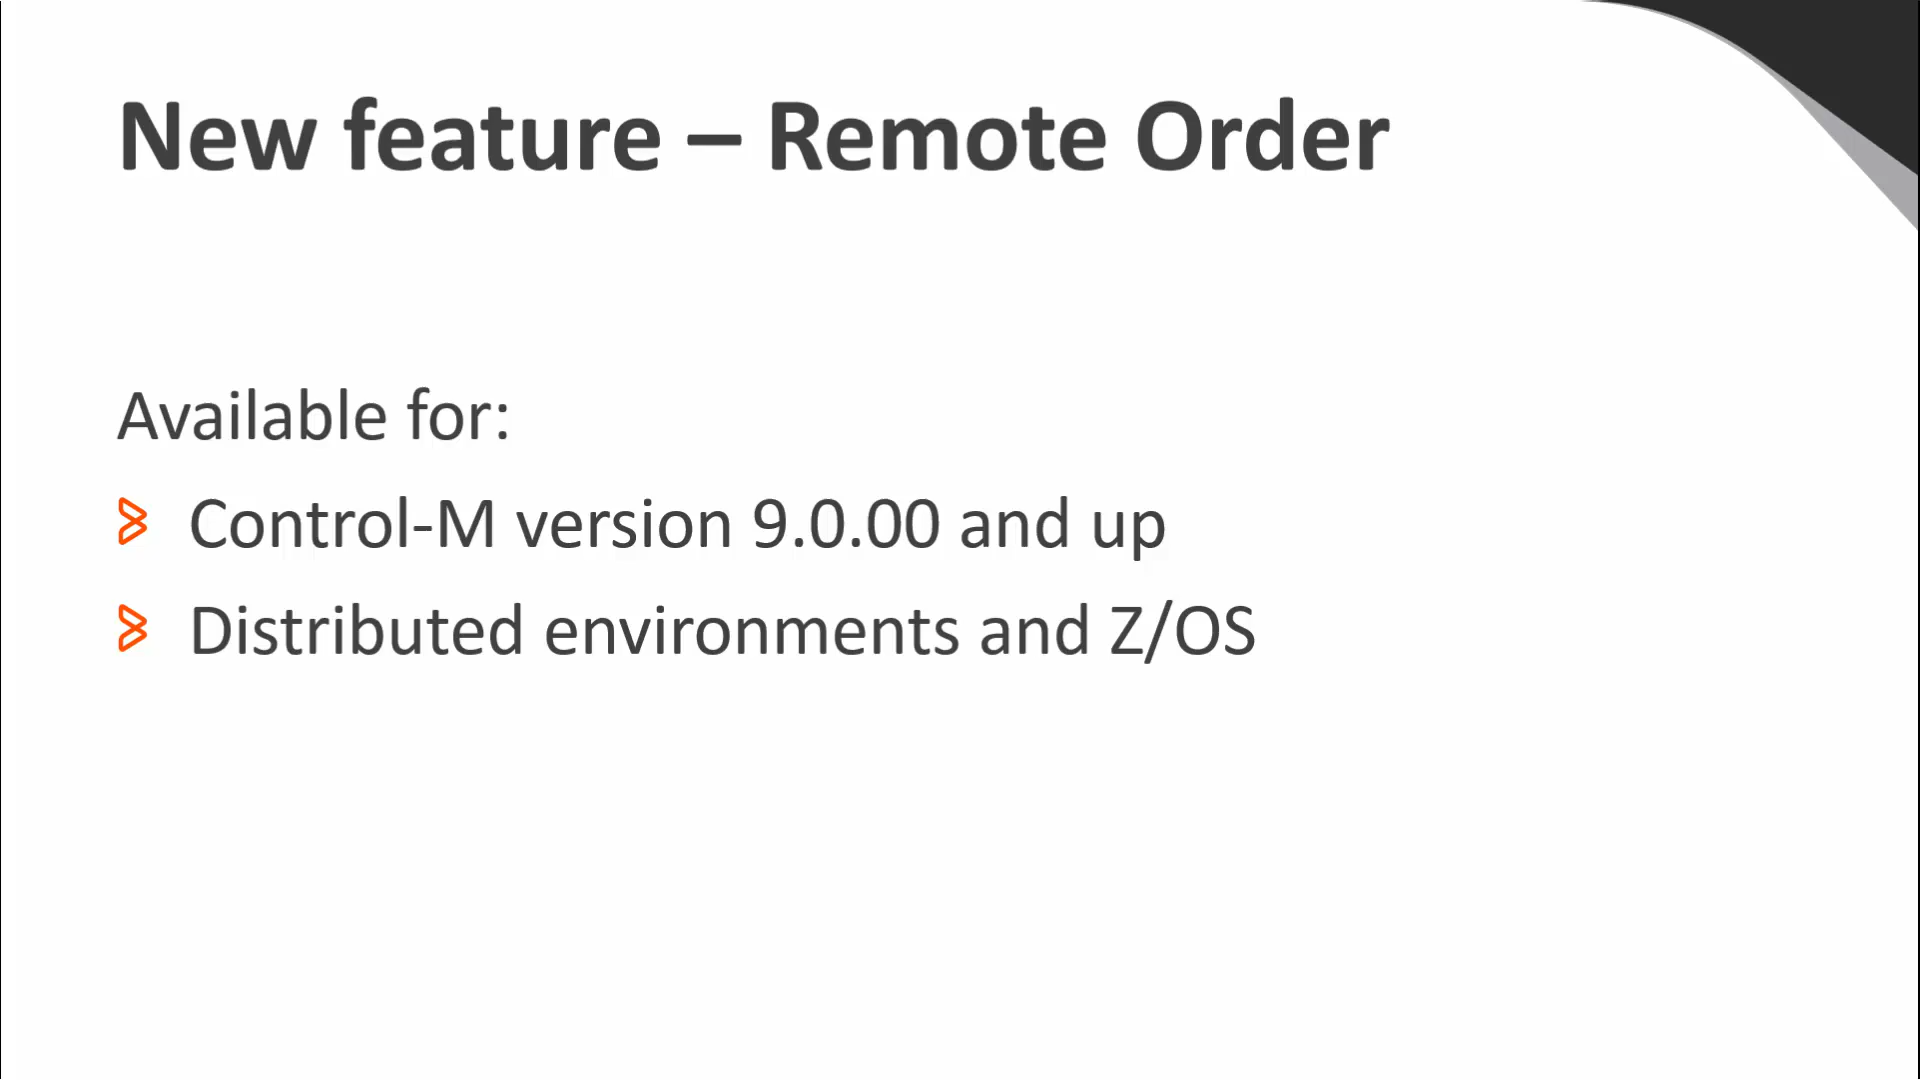 New feature – Remote Order
Available for:
Control-M version 9.0.00 and up
Distributed environments and Z/OS